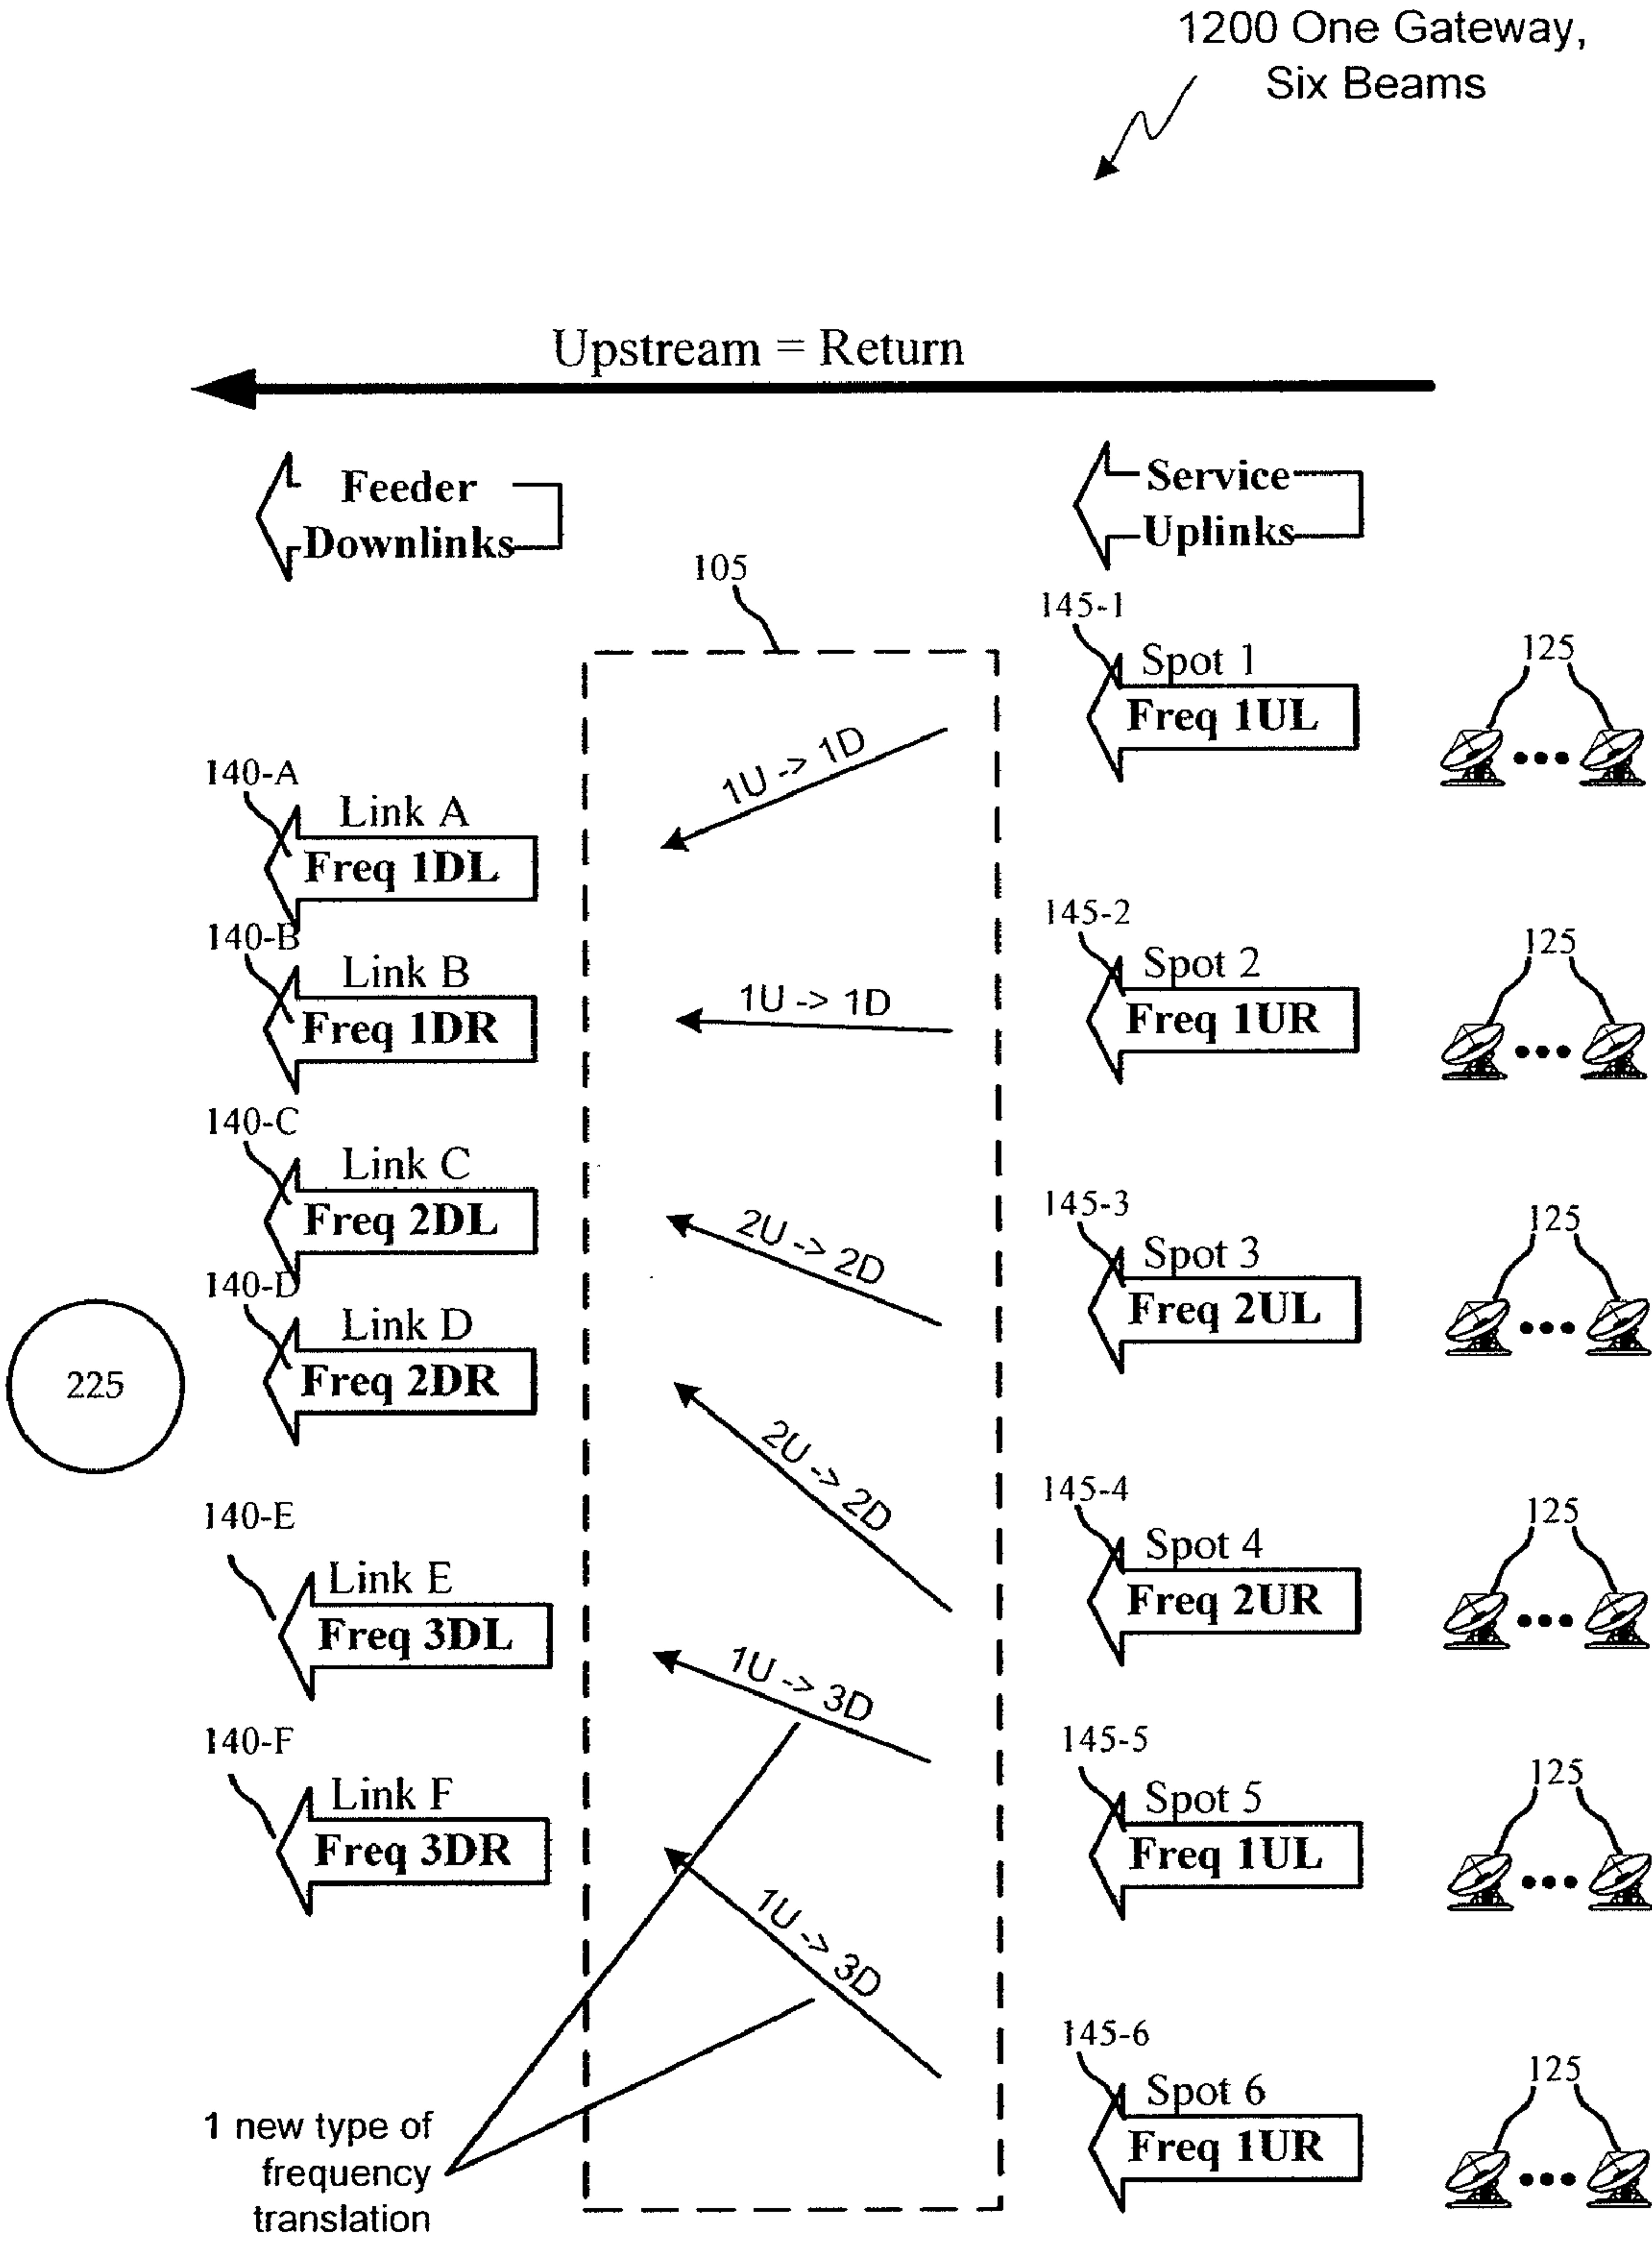 1200 One Gateway,
Six Beams
Upstream = Return
Feeder
Downlinks
Service
Uplinks
105
145-1
Spot 1
Freq 1UL
125
1U -> 1D
140-A
Link A
Freq 1DL
145-2
Spot 2
Freq 1UR
125
140-B
Link B
Freq 1DR
1U -> 1D
140-C
Link C
Freq 2DL
2U -> 2D
145-3
Spot 3
Freq 2UL
125
140-D
Link D
Freq 2DR
225
2U -> 2D
145-4
Spot 4
Freq 2UR
125
140-E
Link E
Freq 3DL
1U -> 3D
145-5
Spot 5
Freq 1UL
125
140-F
Link F
Freq 3DR
1U -> 3D
145-6
Spot 6
Freq 1UR
125
1 new type of
frequency
translation